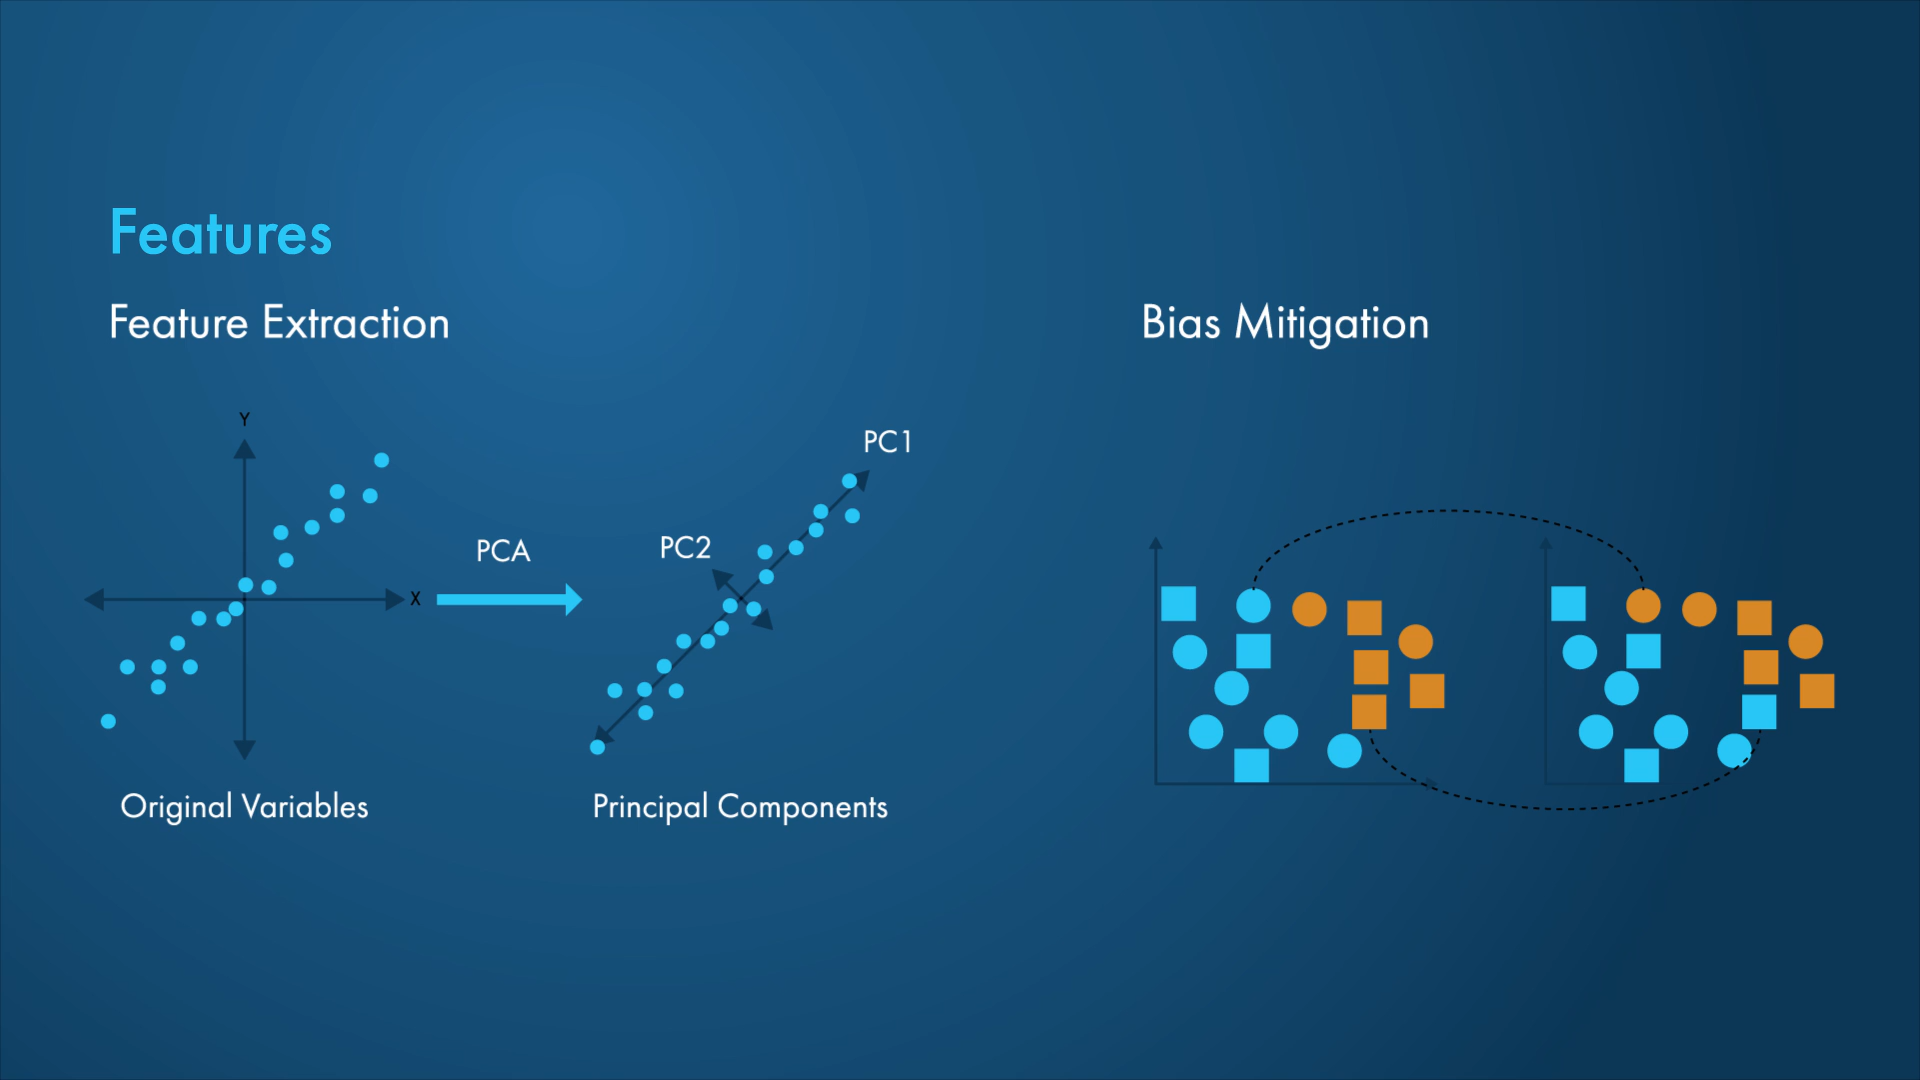 Features
Feature Extraction
Bias Mitigation
Y
X
PCA
PC1
PC2
Original Variables
Principal Components